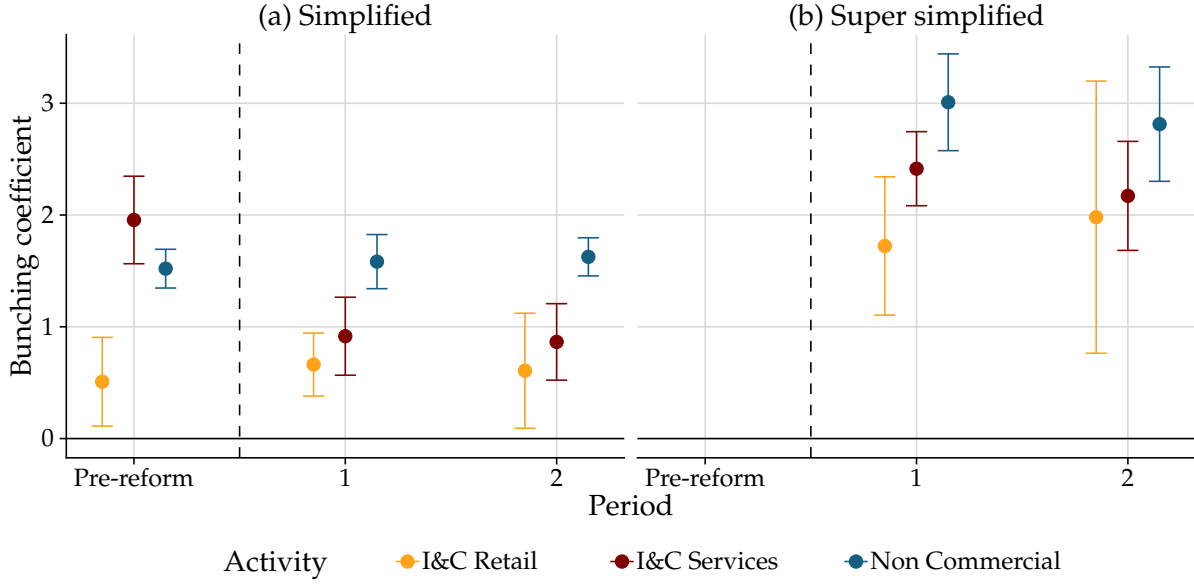 (a) Simplified
(b) Super simplified
Bunching coefficient
3
2
1
0
Pre-reform 1 2
Pre-reform 1 2
Period
Activity I&C Retail I&C Services Non Commercial